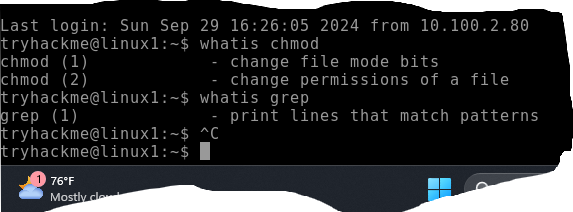 Last login: Sun Sep 29 16:26:05 2024 from 10.100.2.80
tryhackme@linux1:~$ whatis chmod
chmod (1)            - change file mode bits
chmod (2)            - change permissions of a file
tryhackme@linux1:~$ whatis grep
grep (1)             - print lines that match patterns
tryhackme@linux1:~$ ^C
tryhackme@linux1:~$
1
76°F
Mostly